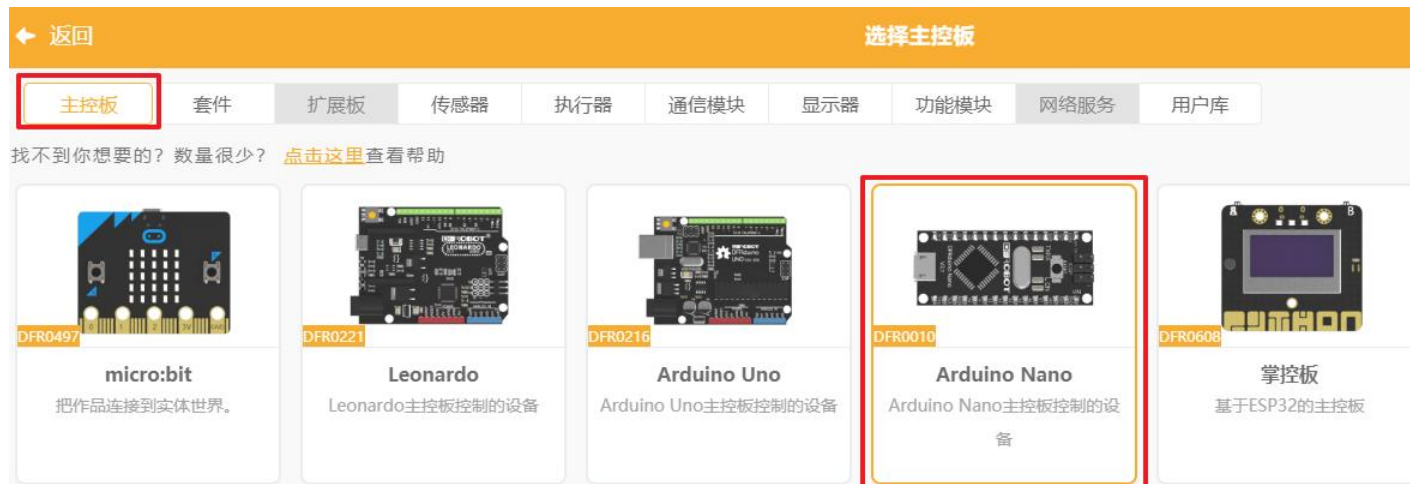 返回
选择主控板
主控板 套件 扩展板 传感器 执行器 通信模块 显示器 功能模块 网络服务 用户库
找不到你想要的？数量很少？ 点击这里查看帮助
DFR0497
DFR0221
DFR0216
DFR0010
DFR0608
micro:bit
把作品连接到实体世界。
Leonardo
Leonardo主控板控制的设备
Arduino Uno
Arduino Uno主控板控制的设备
Arduino Nano
Arduino Nano主控板控制的设
备
掌控板
基于ESP32的主控板